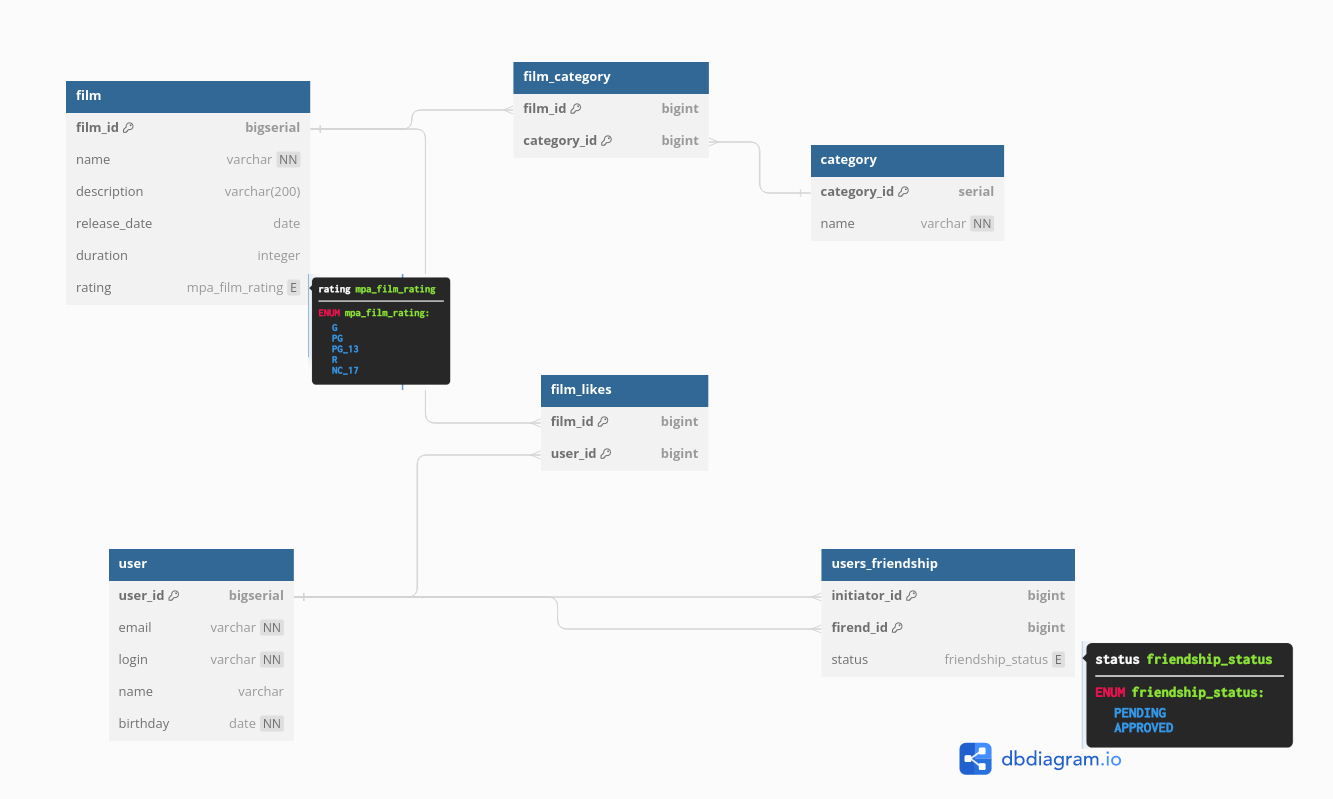 film
film_id bigserial
name varchar NN
description varchar(200)
release_date date
duration integer
rating mpa_film_rating E
rating mpa_film_rating
ENUM mpa_film_rating:
G
PG
PG_13
R
NC_17
film_category
film_id bigint
category_id bigint
category
category_id serial
name varchar NN
film_likes
film_id bigint
user_id bigint
user
user_id bigserial
email varchar NN
login varchar NN
name varchar
birthday date NN
users_friendship
initiator_id bigint
firend_id bigint
status friendship_status E
status friendship_status
ENUM friendship_status:
PENDING
APPROVED
dbdiagram.io